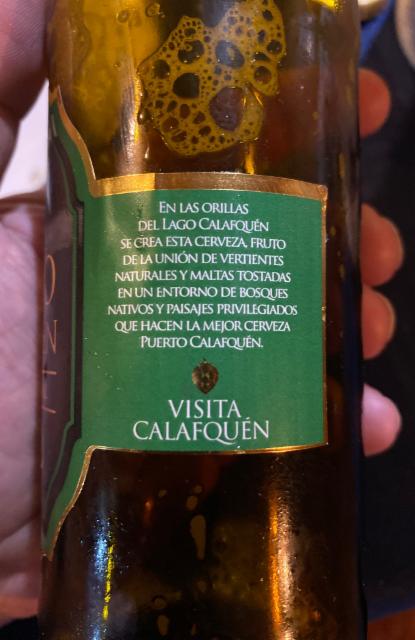 EN LAS ORILLAS
DEL LAGO CALAFQUÉN
SE CREA ESTA CERVEZA, FRUTO
DE LA UNIÓN DE VERTIENTES
NATURALES Y MALTAS TOSTADAS
EN UN ENTORNO DE BOSQUES
NATIVOS Y PAISAJES PRIVILEGIADOS
QUE HACEN LA MEJOR CERVEZA
PUERTO CALAFQUÉN.
VISITA
CALAFQUÉN